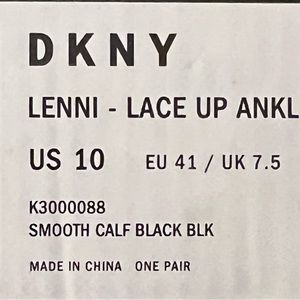 DKNY
LENNI - LACE UP ANKL
US 10 EU 41 / UK 7.5
K3000088
SMOOTH CALF BLACK BLK
MADE IN CHINA ONE PAIR